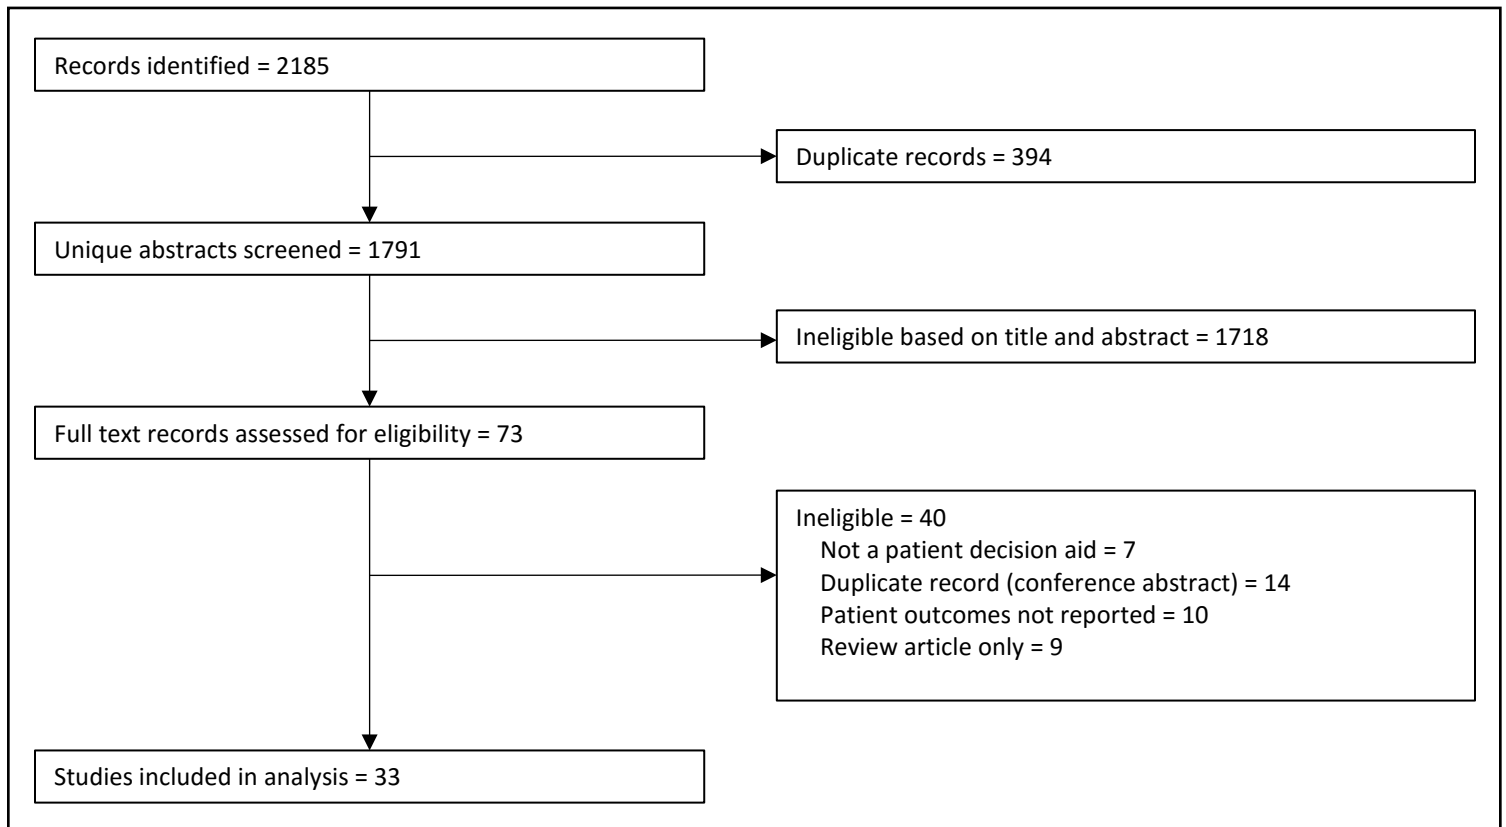 Records identified = 2185
Duplicate records = 394
Unique abstracts screened = 1791
Ineligible based on title and abstract = 1718
Full text records assessed for eligibility = 73
Ineligible = 40
Not a patient decision aid = 7
Duplicate record (conference abstract) = 14
Patient outcomes not reported = 10
Review article only = 9
Studies included in analysis = 33